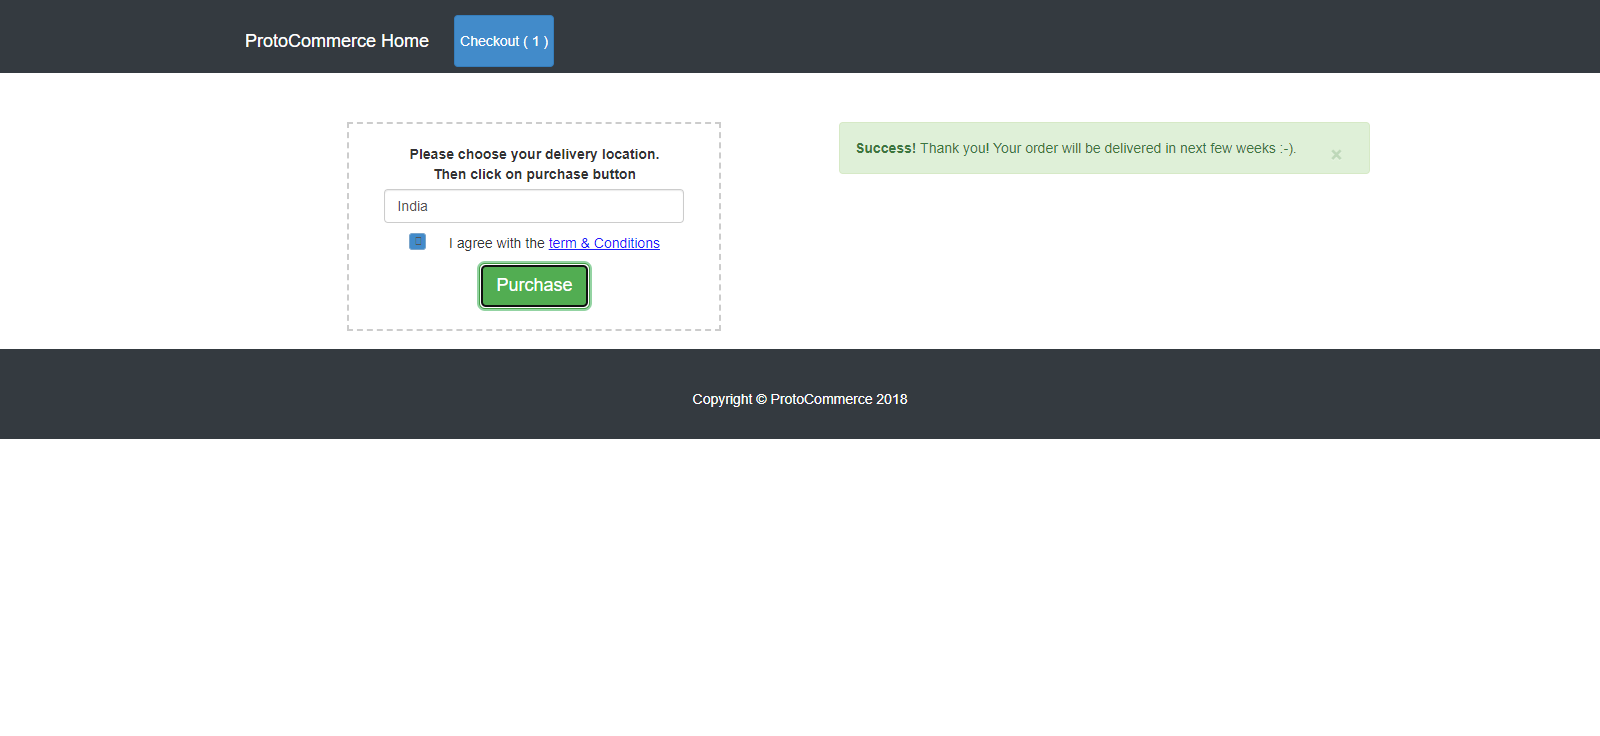 ProtoCommerce Home
Checkout ( 1 )
Please choose your delivery location.
Then click on purchase button
India
I agree with the term & Conditions
Purchase
Success! Thank you! Your order will be delivered in next few weeks :-).
×
Copyright © ProtoCommerce 2018